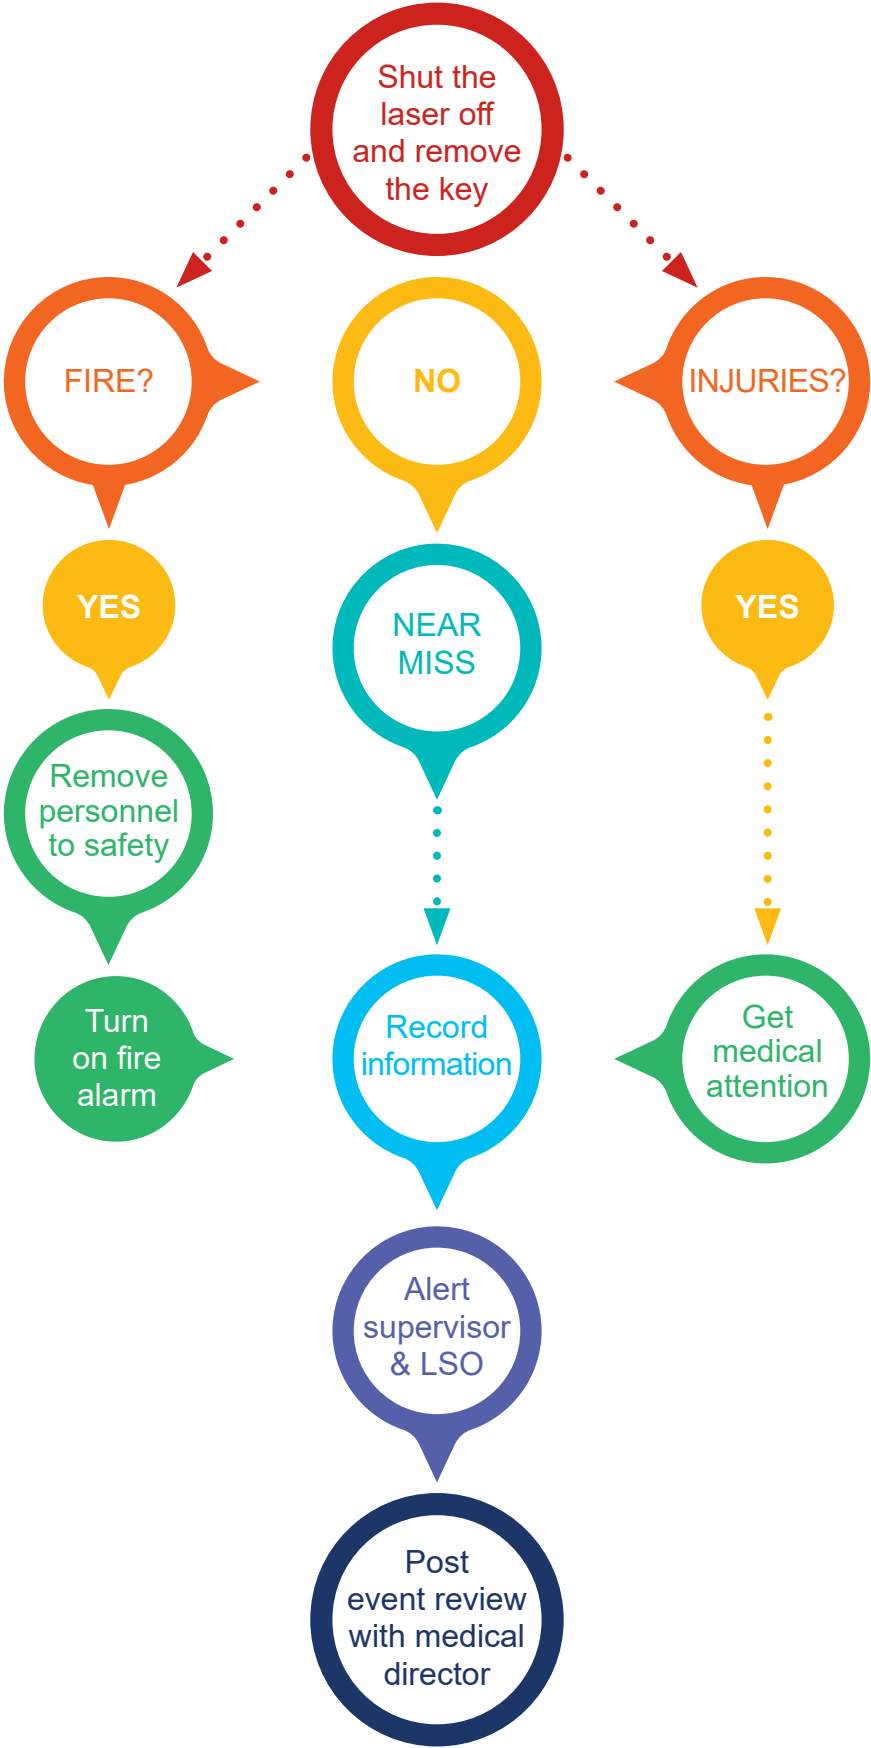 Shut the
laser off
and remove
the key
FIRE?
NO
INJURIES?
YES
NEAR
MISS
YES
Remove
personnel
to safety
Turn
on fire
alarm
Record
information
Get
medical
attention
Alert
supervisor
& LSO
Post
event review
with medical
director